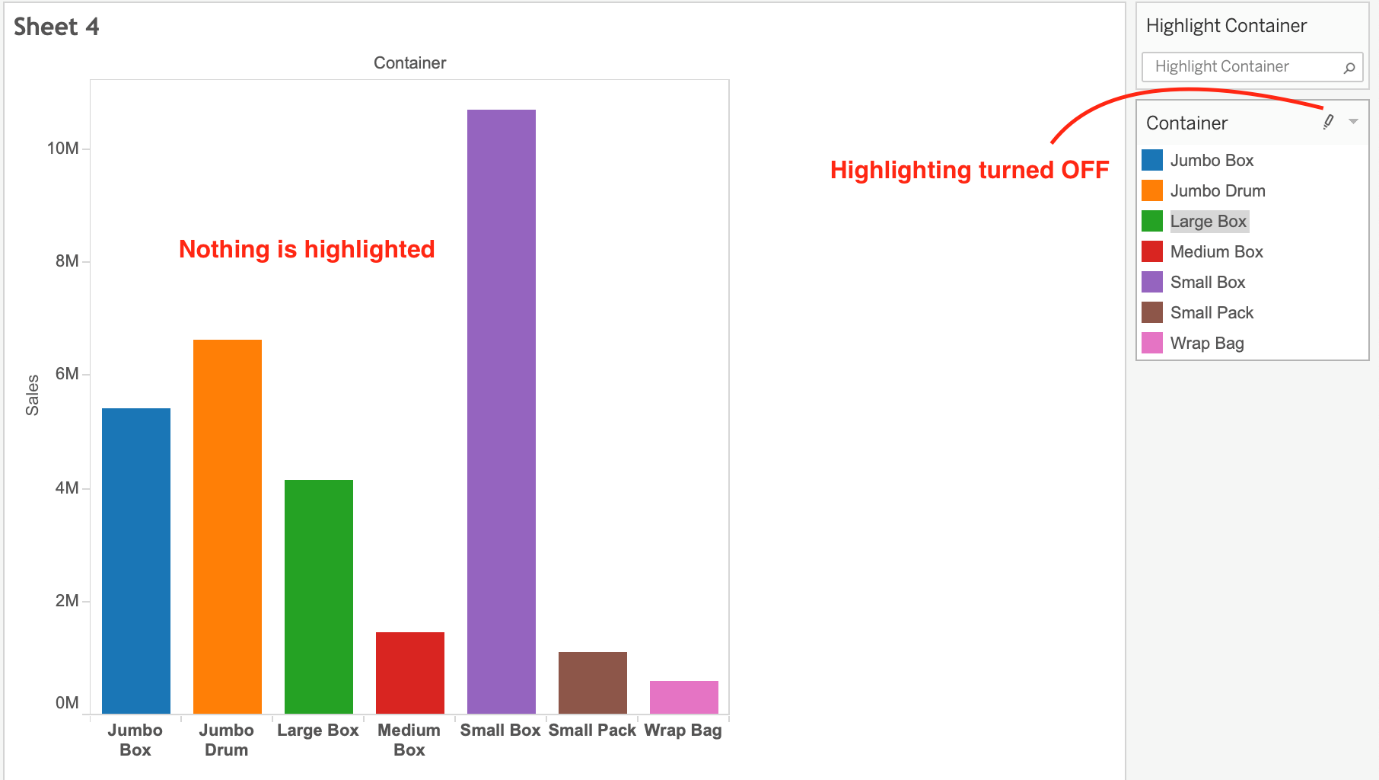 Sheet 4
Container
10M
8M
6M
4M
2M
0M
Sales
Jumbo Box
Jumbo Drum
Large Box
Medium Box
Small Box
Small Pack
Wrap Bag
Nothing is highlighted
Highlighting turned OFF
Highlight Container
Highlight Container
Container
Jumbo Box
Jumbo Drum
Large Box
Medium Box
Small Box
Small Pack
Wrap Bag